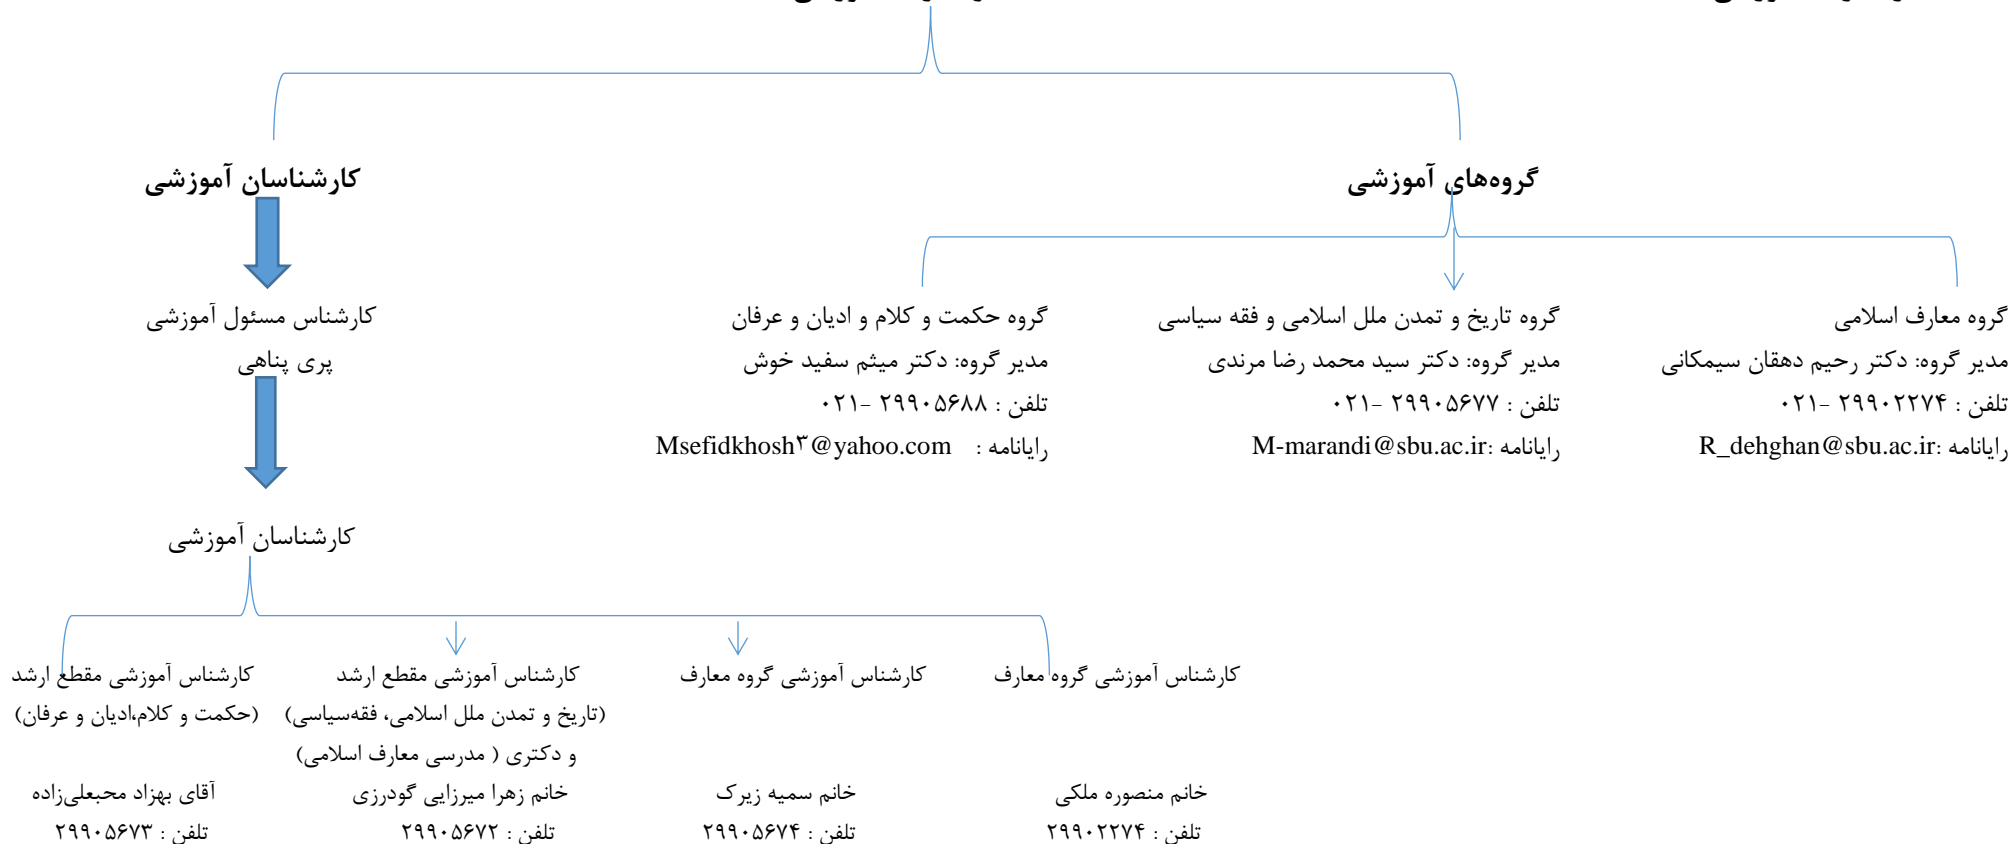 گروه‌های آموزشی
کارشناسان آموزشی
گروه معارف اسلامی
مدیر گروه: دکتر رحیم دهقان سیمکانی
تلفن : ۲۹۹۰۲۲۷۴ -۰۲۱
رایانامه :R_dehghan@sbu.ac.ir
گروه تاریخ و تمدن ملل اسلامی و فقه سیاسی
مدیر گروه: دکتر سید محمد رضا مرندی
تلفن : ۲۹۹۰۵۶۷۷ -۰۲۱
رایانامه :M-marandi@sbu.ac.ir
گروه حکمت و کلام و ادیان و عرفان
مدیر گروه: دکتر میثم سفید خوش
تلفن : ۲۹۹۰۵۶۸۸ -۰۲۱
رایانامه : Msefidkhosh۳@yahoo.com
کارشناس مسئول آموزشی
پری پناهی
کارشناسان آموزشی
کارشناس آموزشی گروه معارف
خانم منصوره ملکی
تلفن : ۲۹۹۰۲۲۷۴
کارشناس آموزشی گروه معارف
خانم سمیه زیرک
تلفن : ۲۹۹۰۵۶۷۴
کارشناس آموزشی مقطع ارشد
(تاریخ و تمدن ملل اسلامی، فقه‌سیاسی)
و دکتری ( مدرسی معارف اسلامی)
خانم زهرا میرزایی گودرزی
تلفن : ۲۹۹۰۵۶۷۲
کارشناس آموزشی مقطع ارشد
(حکمت و کلام،ادیان و عرفان)
آقای بهزاد محبعلی‌زاده
تلفن : ۲۹۹۰۵۶۷۳